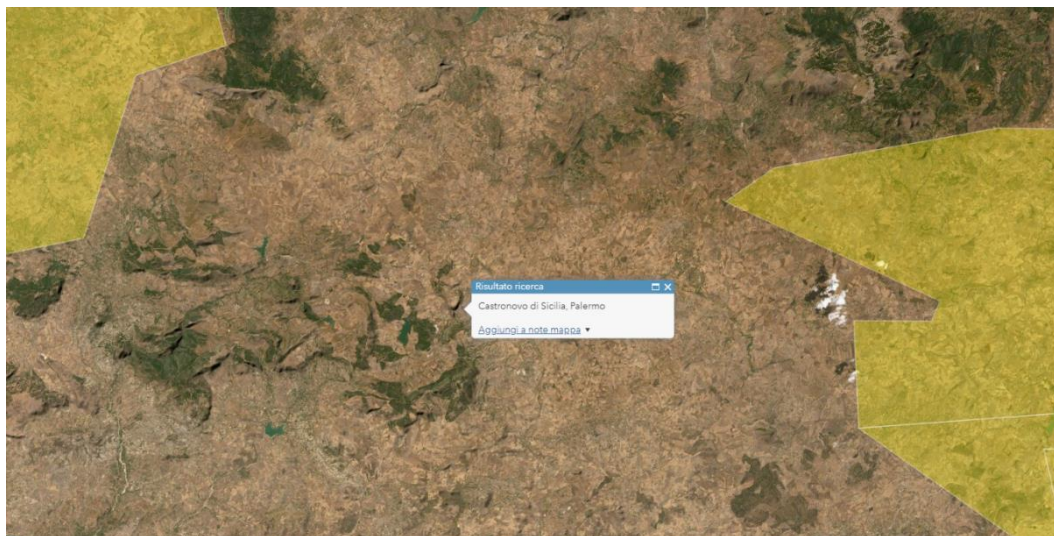 Risultato ricerca
Castronovo di Sicilia, Palermo
Aggiungi a note mappa